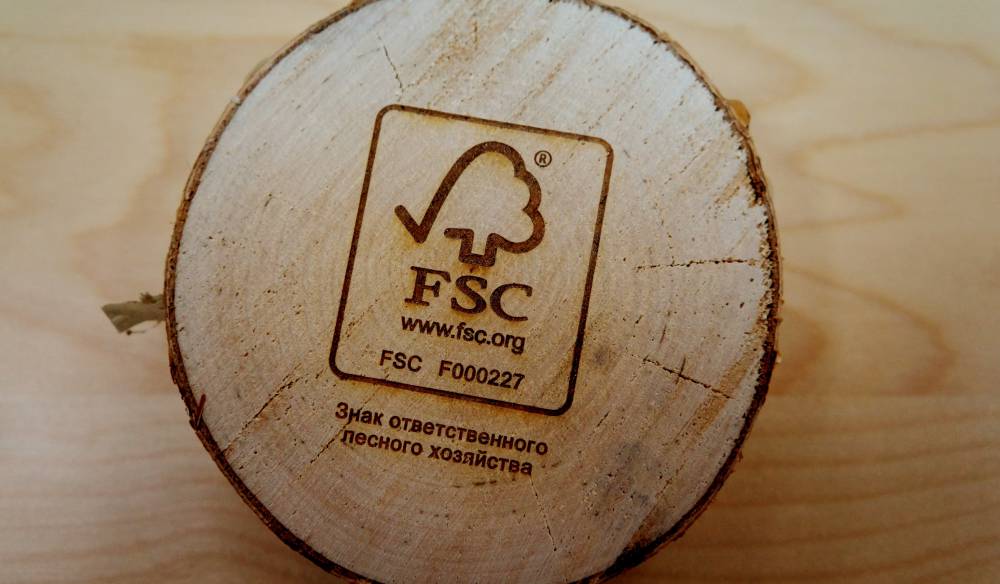 ®
FSC
www.fsc.org
FSC F000227
Знак ответственного
лесного хозяйства